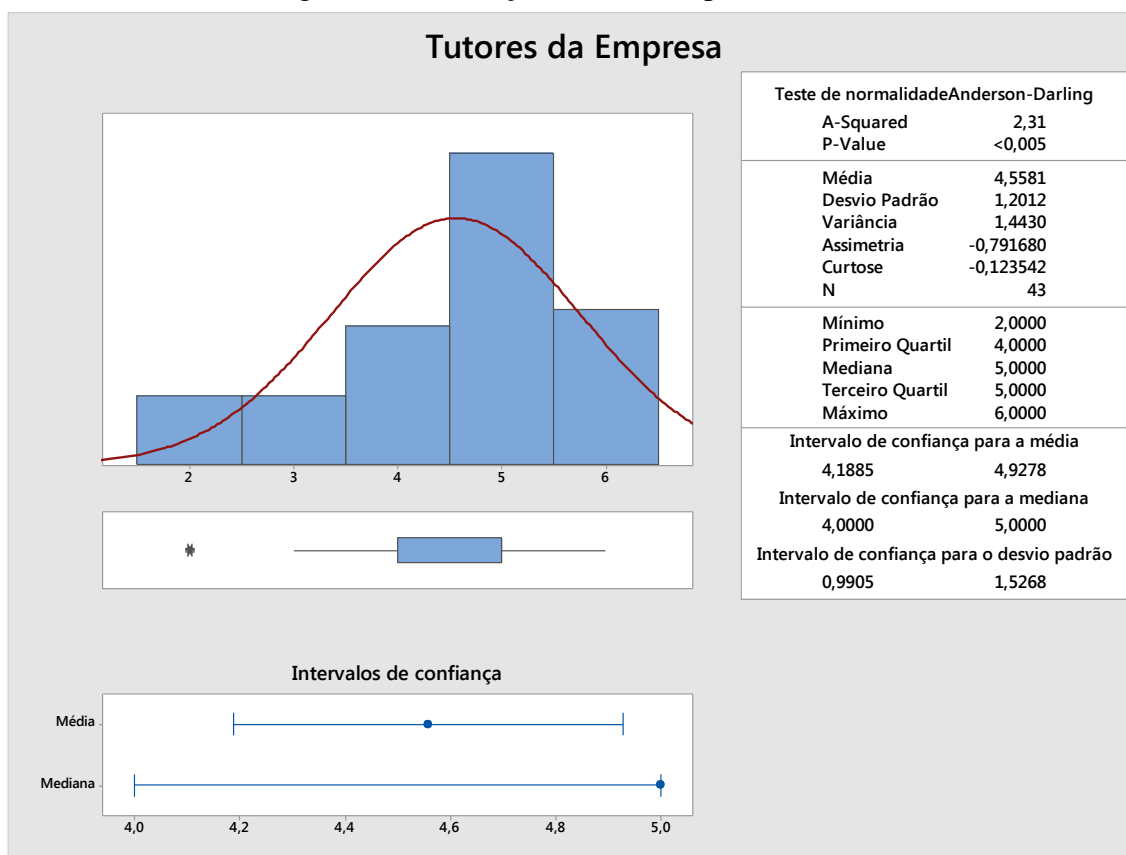 Tutores da Empresa
Teste de normalidadeAnderson-Darling
A-Squared 2,31
P-Value <0,005
Média 4,5581
Desvio Padrão 1,2012
Variância 1,4430
Assimetria -0,791680
Curtose -0,123542
N 43
Mínimo 2,0000
Primeiro Quartil 4,0000
Mediana 5,0000
Terceiro Quartil 5,0000
Máximo 6,0000
Intervalo de confiança para a média
4,1885 4,9278
Intervalo de confiança para a mediana
4,0000 5,0000
Intervalo de confiança para o desvio padrão
0,9905 1,5268
2 3 4 5 6
Intervalos de confiança
Média
Mediana
4,0 4,2 4,4 4,6 4,8 5,0